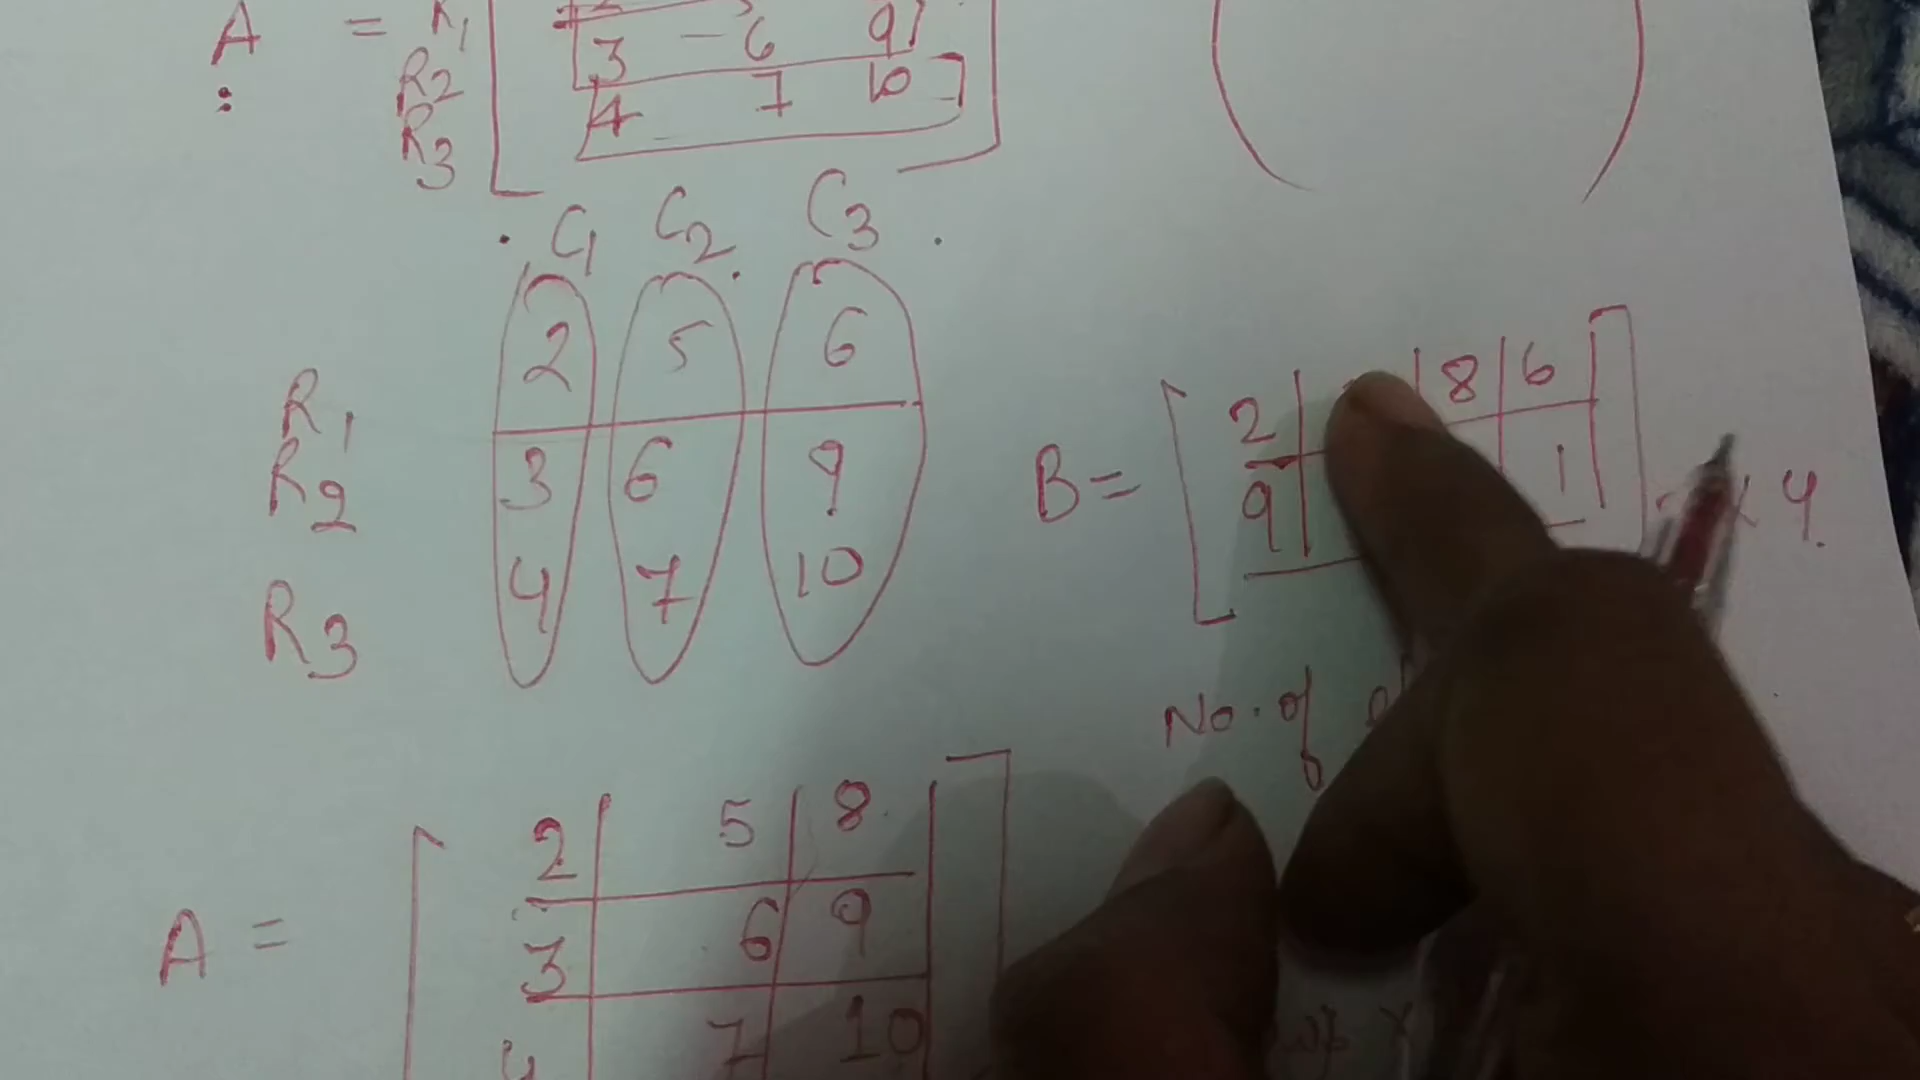 A = R1
3 - 6 9
R2
4 7 10
R3
C1 C2 C3
R1 2 5 6
R2 3 6 9
R3 4 7 10
2 8 6
B =
9 1
4
No. of
2 5 8
A = 3 6 9
4 7 10